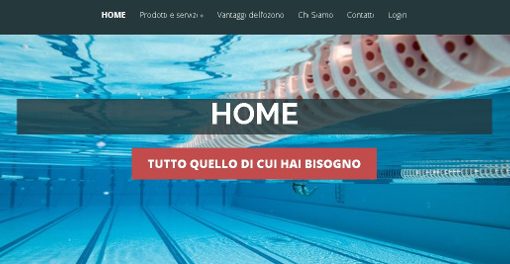 HOME Prodotti e servizi » Vantaggi dell'ozono Chi Siamo Contatti Login
HOME
TUTTO QUELLO DI CUI HAI BISOGNO